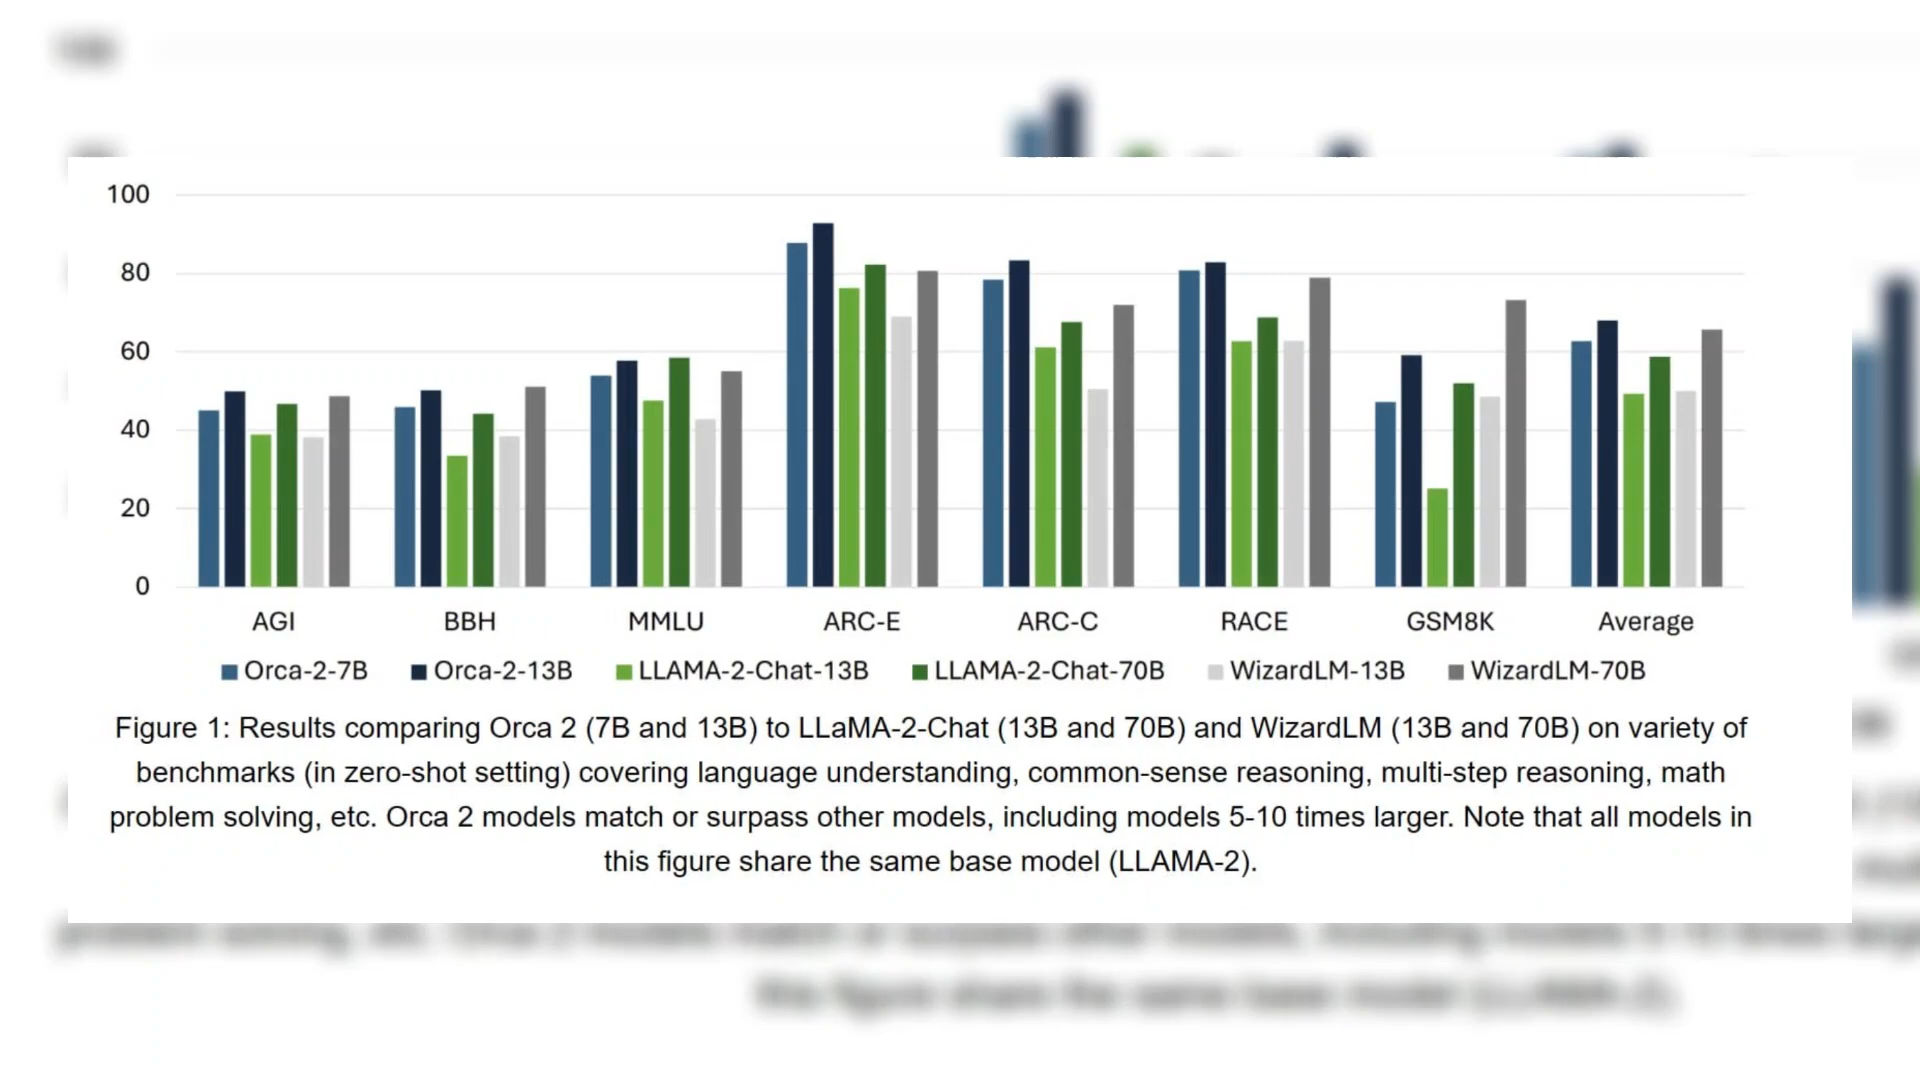 100
80
60
40
20
0
AGI BBH MMLU ARC-E ARC-C RACE GSM8K Average
Orca-2-7B Orca-2-13B LLAMA-2-Chat-13B LLAMA-2-Chat-70B WizardLM-13B WizardLM-70B
Figure 1: Results comparing Orca 2 (7B and 13B) to LLaMA-2-Chat (13B and 70B) and WizardLM (13B and 70B) on variety of
benchmarks (in zero-shot setting) covering language understanding, common-sense reasoning, multi-step reasoning, math
problem solving, etc. Orca 2 models match or surpass other models, including models 5-10 times larger. Note that all models in
this figure share the same base model (LLAMA-2).